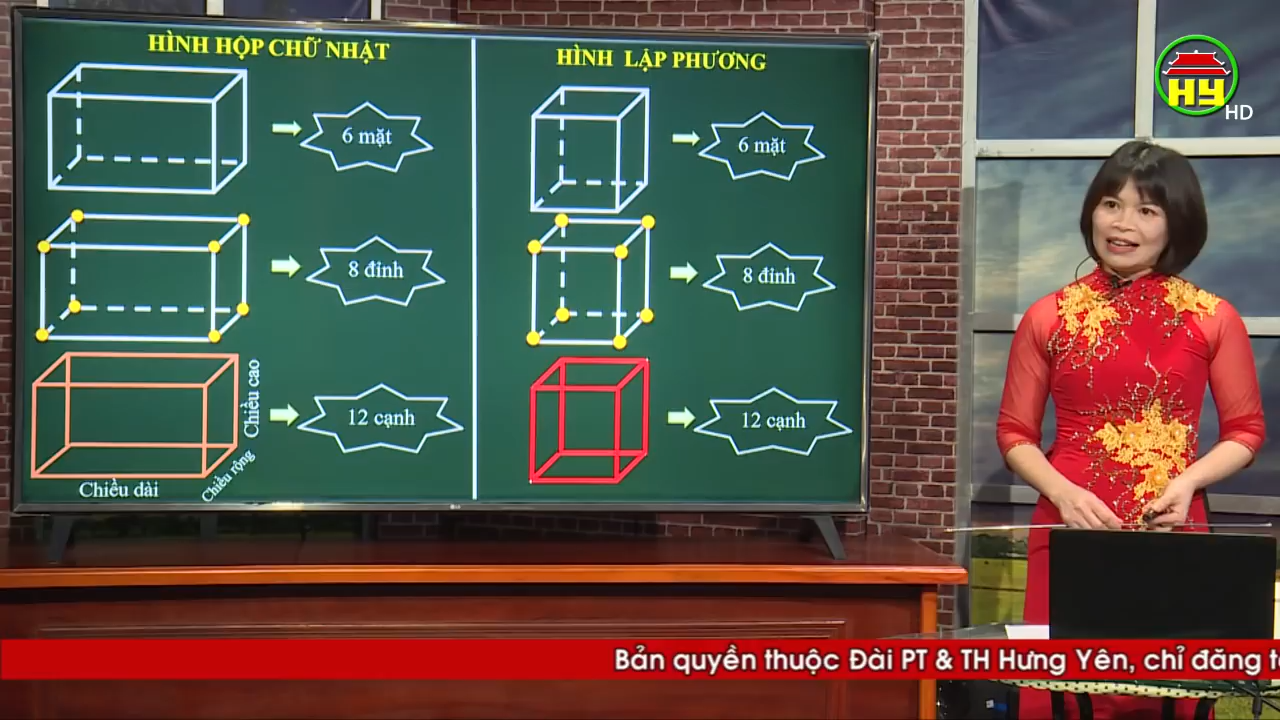 HÌNH HỘP CHỮ NHẬT
6 mặt
8 đỉnh
Chiều cao
12 cạnh
Chiều rộng
Chiều dài
HÌNH LẬP PHƯƠNG
6 mặt
8 đỉnh
12 cạnh
HY
HD
Bản quyền thuộc Đài PT & TH Hưng Yên, chỉ đăng t